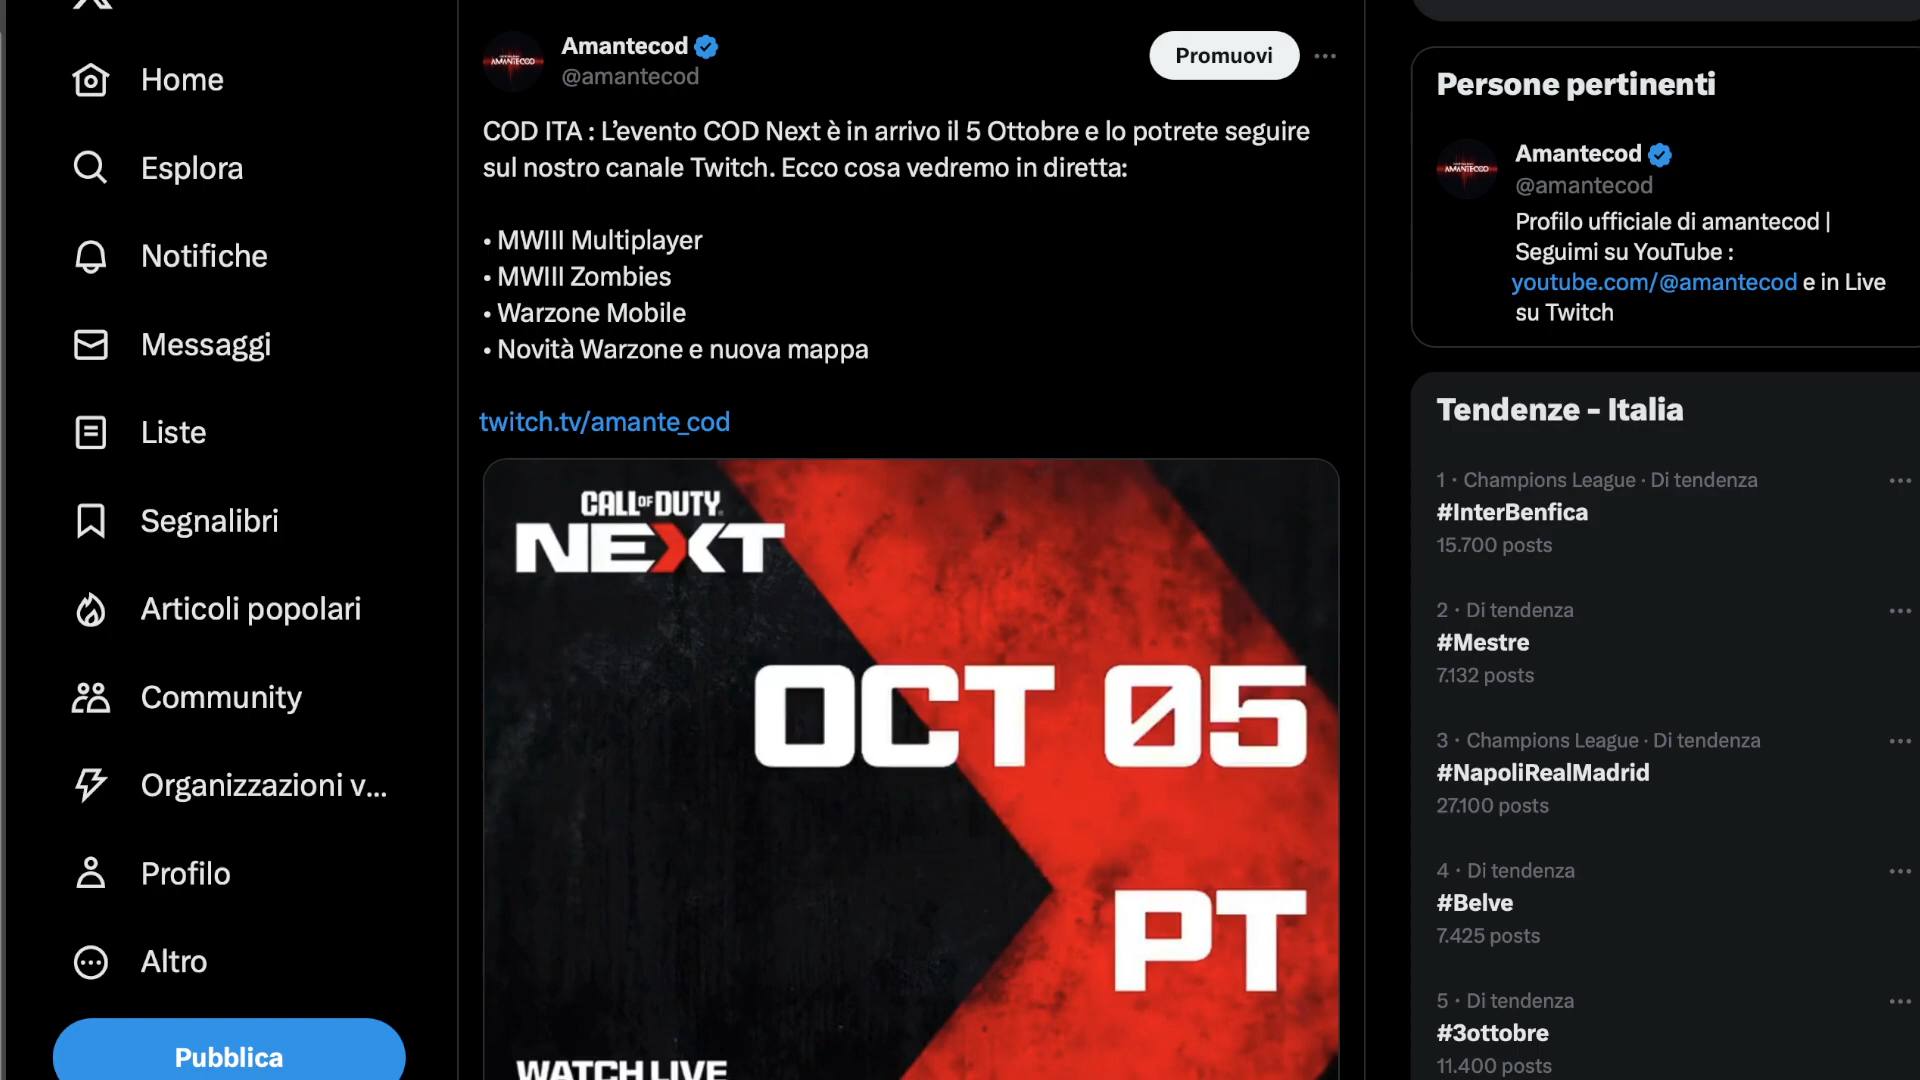 Home
Esplora
Notifiche
Messaggi
Liste
Segnalibri
Articoli popolari
Community
Organizzazioni v...
Profilo
Altro
Pubblica
AMANTECOD
Amantecod
@amantecod
Promuovi
COD ITA : L'evento COD Next è in arrivo il 5 Ottobre e lo potrete seguire
sul nostro canale Twitch. Ecco cosa vedremo in diretta:
• MWIII Multiplayer
• MWIII Zombies
• Warzone Mobile
• Novità Warzone e nuova mappa
twitch.tv/amante_cod
CALL OF DUTY
NEXT
OCT 05
PT
WATCH LIVE
Persone pertinenti
AMANTECOD
Amantecod
@amantecod
Profilo ufficiale di amantecod |
Seguimi su YouTube :
youtube.com/@amantecod e in Live
su Twitch
Tendenze - Italia
1 · Champions League · Di tendenza
#InterBenfica
15.700 posts
2 · Di tendenza
#Mestre
7.132 posts
3 · Champions League · Di tendenza
#NapoliRealMadrid
27.100 posts
4 · Di tendenza
#Belve
7.425 posts
5 · Di tendenza
#3ottobre
11.400 posts